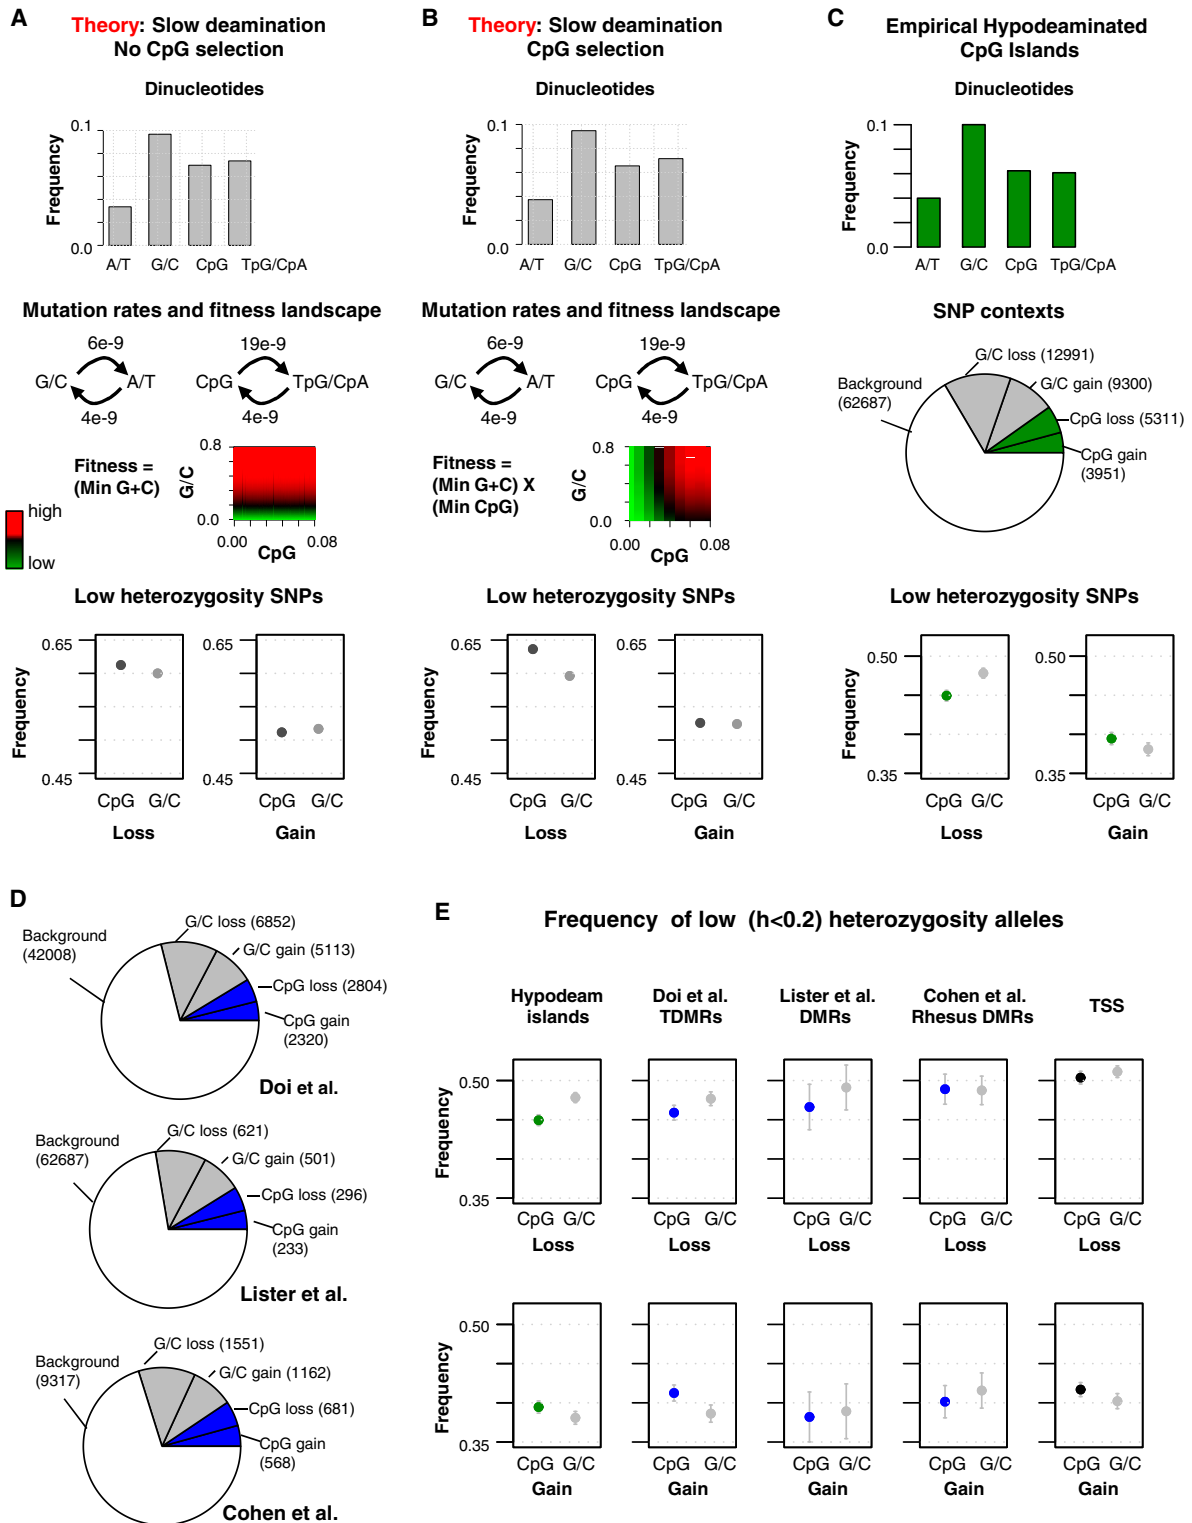 A
Theory: Slow deamination
No CpG selection
Dinucleotides
Frequency
0.1
0.0
A/T G/C CpG TpG/CpA
Mutation rates and fitness landscape
6e-9
G/C A/T
4e-9
19e-9
CpG TpG/CpA
4e-9
Fitness =
(Min G+C)
G/C
0.8
0.0
0.00 0.08
CpG
high
low
Low heterozygosity SNPs
Frequency
0.65
0.45
CpG G/C
Loss
0.65
0.45
CpG G/C
Gain
B
Theory: Slow deamination
CpG selection
Dinucleotides
Frequency
0.1
0.0
A/T G/C CpG TpG/CpA
Mutation rates and fitness landscape
6e-9
G/C A/T
4e-9
19e-9
CpG TpG/CpA
4e-9
Fitness =
(Min G+C) X
(Min CpG)
G/C
0.8
0.0
0.00 0.08
CpG
Low heterozygosity SNPs
Frequency
0.65
0.45
CpG G/C
Loss
0.65
0.45
CpG G/C
Gain
C
Empirical Hypodeaminated
CpG Islands
Dinucleotides
Frequency
0.1
0.0
A/T G/C CpG TpG/CpA
SNP contexts
G/C loss (12991)
G/C gain (9300)
Background
(62687)
CpG loss (5311)
CpG gain
(3951)
Low heterozygosity SNPs
Frequency
0.50
0.35
CpG G/C
Loss
0.50
0.35
CpG G/C
Gain
D
G/C loss (6852)
Background
(42008)
G/C gain (5113)
CpG loss (2804)
CpG gain
(2320)
Doi et al.
G/C loss (621)
Background
(62687)
G/C gain (501)
CpG loss (296)
CpG gain
(233)
Lister et al.
G/C loss (1551)
Background
(9317)
G/C gain (1162)
CpG loss (681)
CpG gain
(568)
Cohen et al.
E
Frequency of low (h<0.2) heterozygosity alleles
Hypodeam
islands
Doi et al.
TDMRs
Lister et al.
DMRs
Cohen et al.
Rhesus DMRs
TSS
Frequency
0.50
0.35
CpG G/C
Loss
CpG G/C
Loss
CpG G/C
Loss
CpG G/C
Loss
CpG G/C
Loss
Frequency
0.50
0.35
CpG G/C
Gain
CpG G/C
Gain
CpG G/C
Gain
CpG G/C
Gain
CpG G/C
Gain